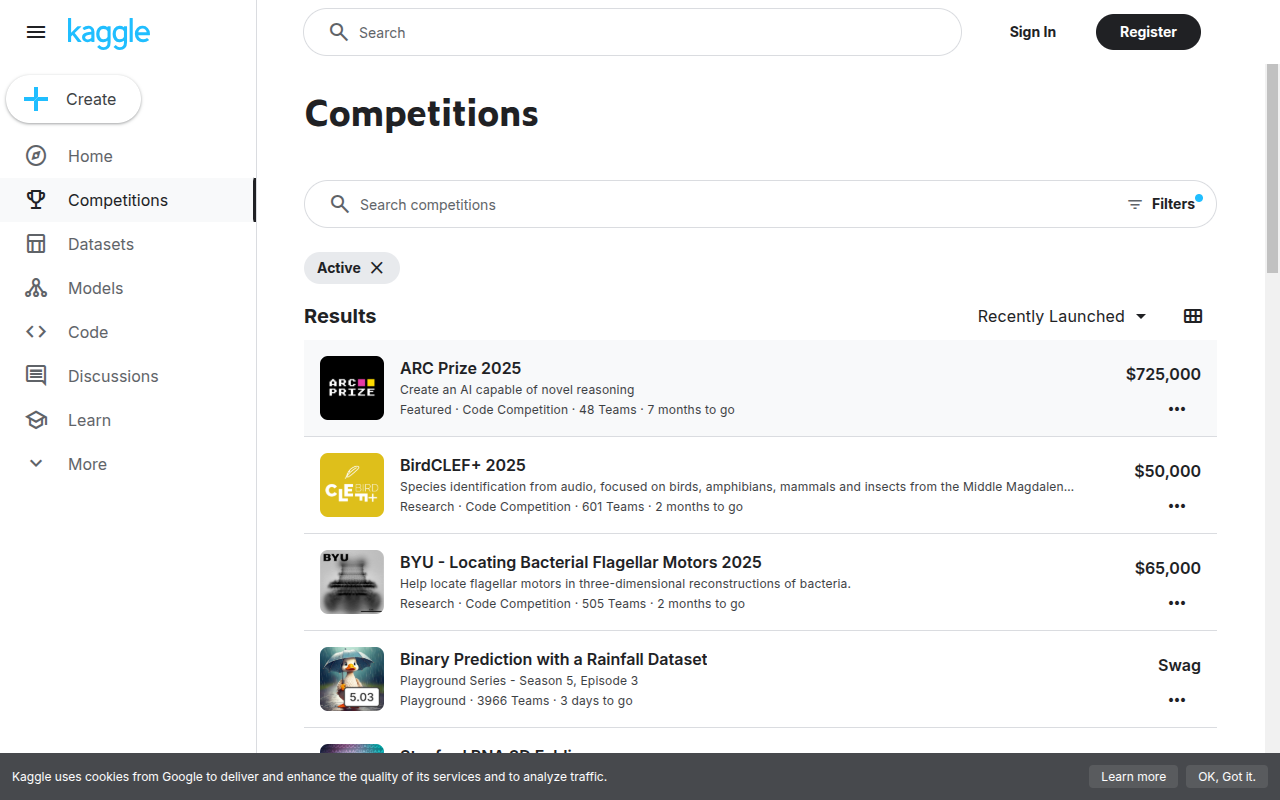 kaggle
Search
Sign In
Register
Create
Home
Competitions
Datasets
Models
Code
Discussions
Learn
More
Competitions
Search competitions
Filters
Active
Results
Recently Launched
ARC PRIZE
ARC Prize 2025
Create an AI capable of novel reasoning
Featured · Code Competition · 48 Teams · 7 months to go
$725,000
CLEF BIRD +
BirdCLEF+ 2025
Species identification from audio, focused on birds, amphibians, mammals and insects from the Middle Magdalen...
Research · Code Competition · 601 Teams · 2 months to go
$50,000
BYU
BYU - Locating Bacterial Flagellar Motors 2025
Help locate flagellar motors in three-dimensional reconstructions of bacteria.
Research · Code Competition · 505 Teams · 2 months to go
$65,000
5.03
Binary Prediction with a Rainfall Dataset
Playground Series - Season 5, Episode 3
Playground · 3966 Teams · 3 days to go
Swag
Stanford RNA 3D Folding
Kaggle uses cookies from Google to deliver and enhance the quality of its services and to analyze traffic.
Learn more
OK, Got it.